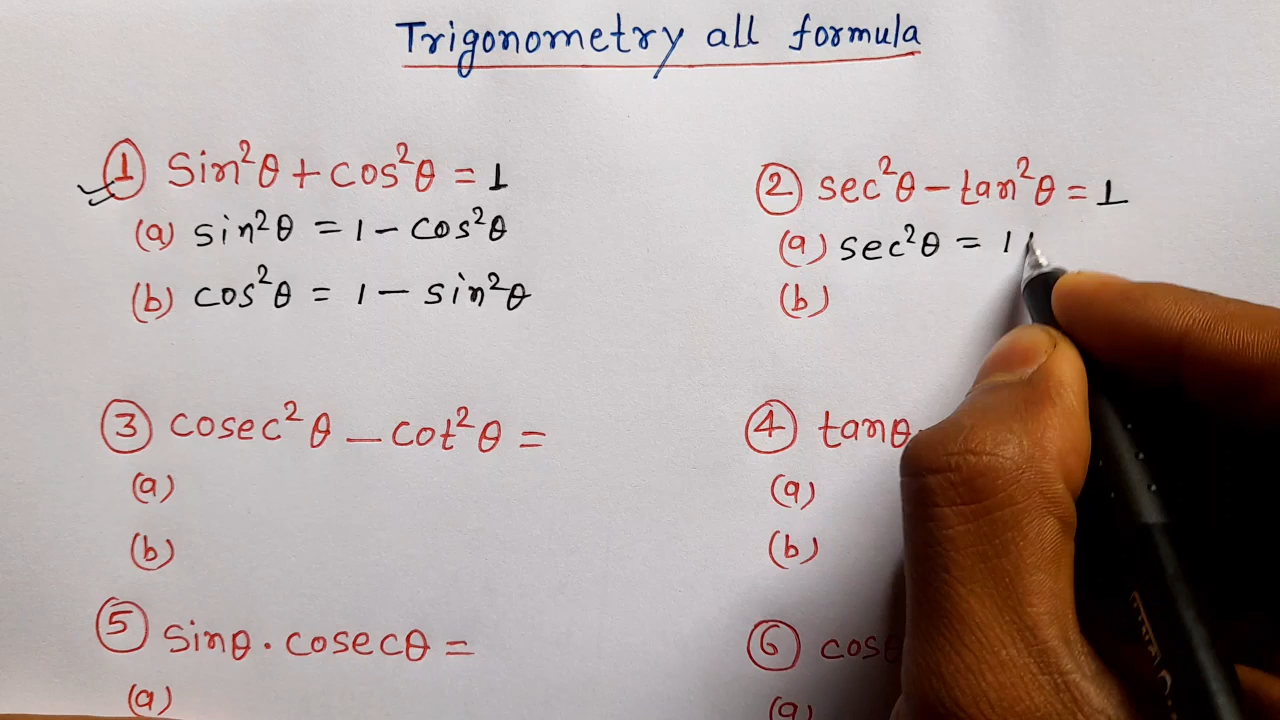 Trigonometry all formula
① Sin²θ + cos²θ = 1
(a) sin²θ = 1 − cos²θ
(b) cos²θ = 1 − sin²θ
② sec²θ − tan²θ = 1
(a) sec²θ = 1
(b)
③ cosec²θ − cot²θ =
(a)
(b)
④ tanθ
(a)
(b)
⑤ Sinθ . cosecθ =
(a)
⑥ cosθ
(a)